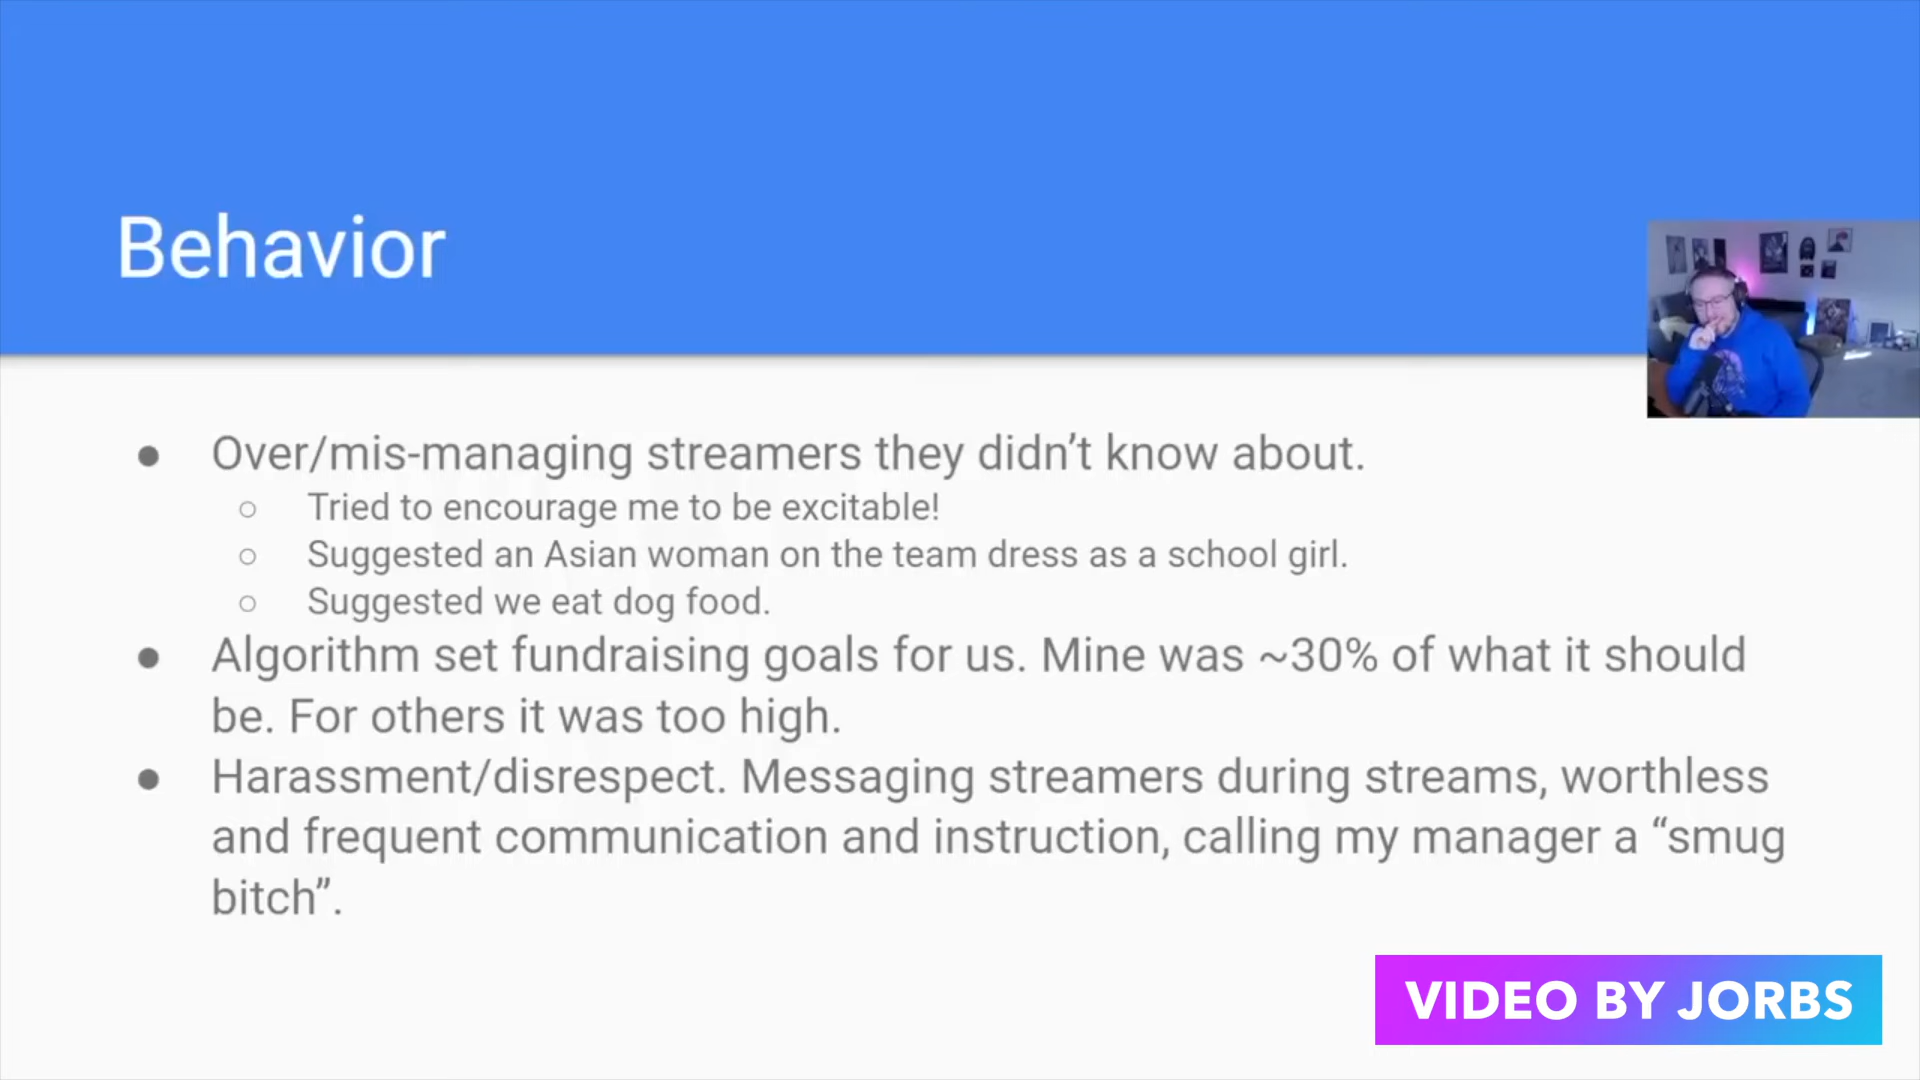 Behavior
● Over/mis-managing streamers they didn’t know about.
○ Tried to encourage me to be excitable!
○ Suggested an Asian woman on the team dress as a school girl.
○ Suggested we eat dog food.
● Algorithm set fundraising goals for us. Mine was ~30% of what it should
be. For others it was too high.
● Harassment/disrespect. Messaging streamers during streams, worthless
and frequent communication and instruction, calling my manager a “smug
bitch”.
VIDEO BY JORBS